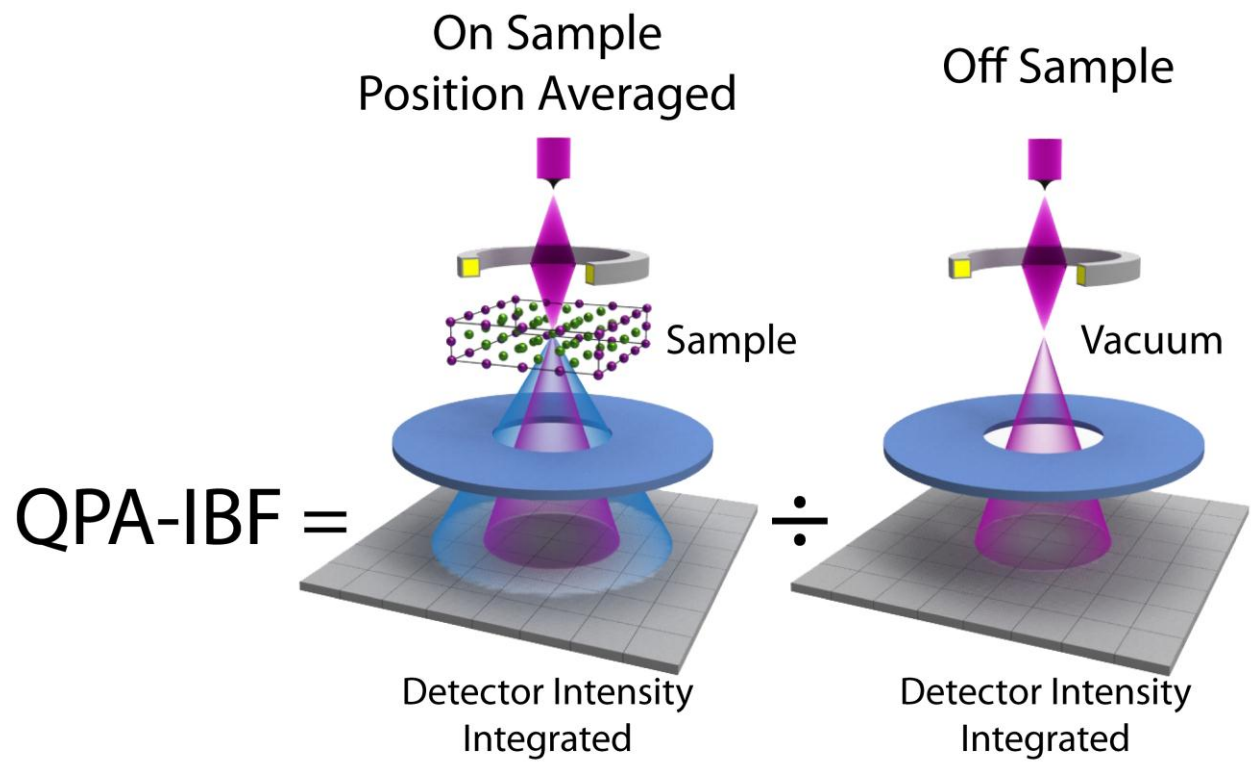 On Sample
Position Averaged
Off Sample
Sample
Vacuum
QPA-IBF =
÷
Detector Intensity
Integrated
Detector Intensity
Integrated